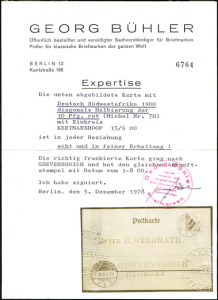 GEORG BÜHLER
Öffentlich bestellter und vereidigter Sachverständiger für Briefmarken
Prüfer für klassische Briefmarken der ganzen Welt
BERLIN 12
Kantstraße 165
6764
Expertise
Die unten abgebildete Karte mit
Deutsch Südwestafrika 1900
diagonale Halbierung der
10 Pfg. rot (Michel Nr. 7H)
mit Einkreis
KEETMANSHOOP 13/6 00
ist in jeder Beziehung
echt und in feiner Erhaltung !
Die richtig frankierte Karte ging nach
GREVENBROICH und hat den gleichen Ankunft-
stempel mit Datum vom 1-8 00.
Ich habe signiert.
Berlin, den 5. Dezember 1978
Postkarte